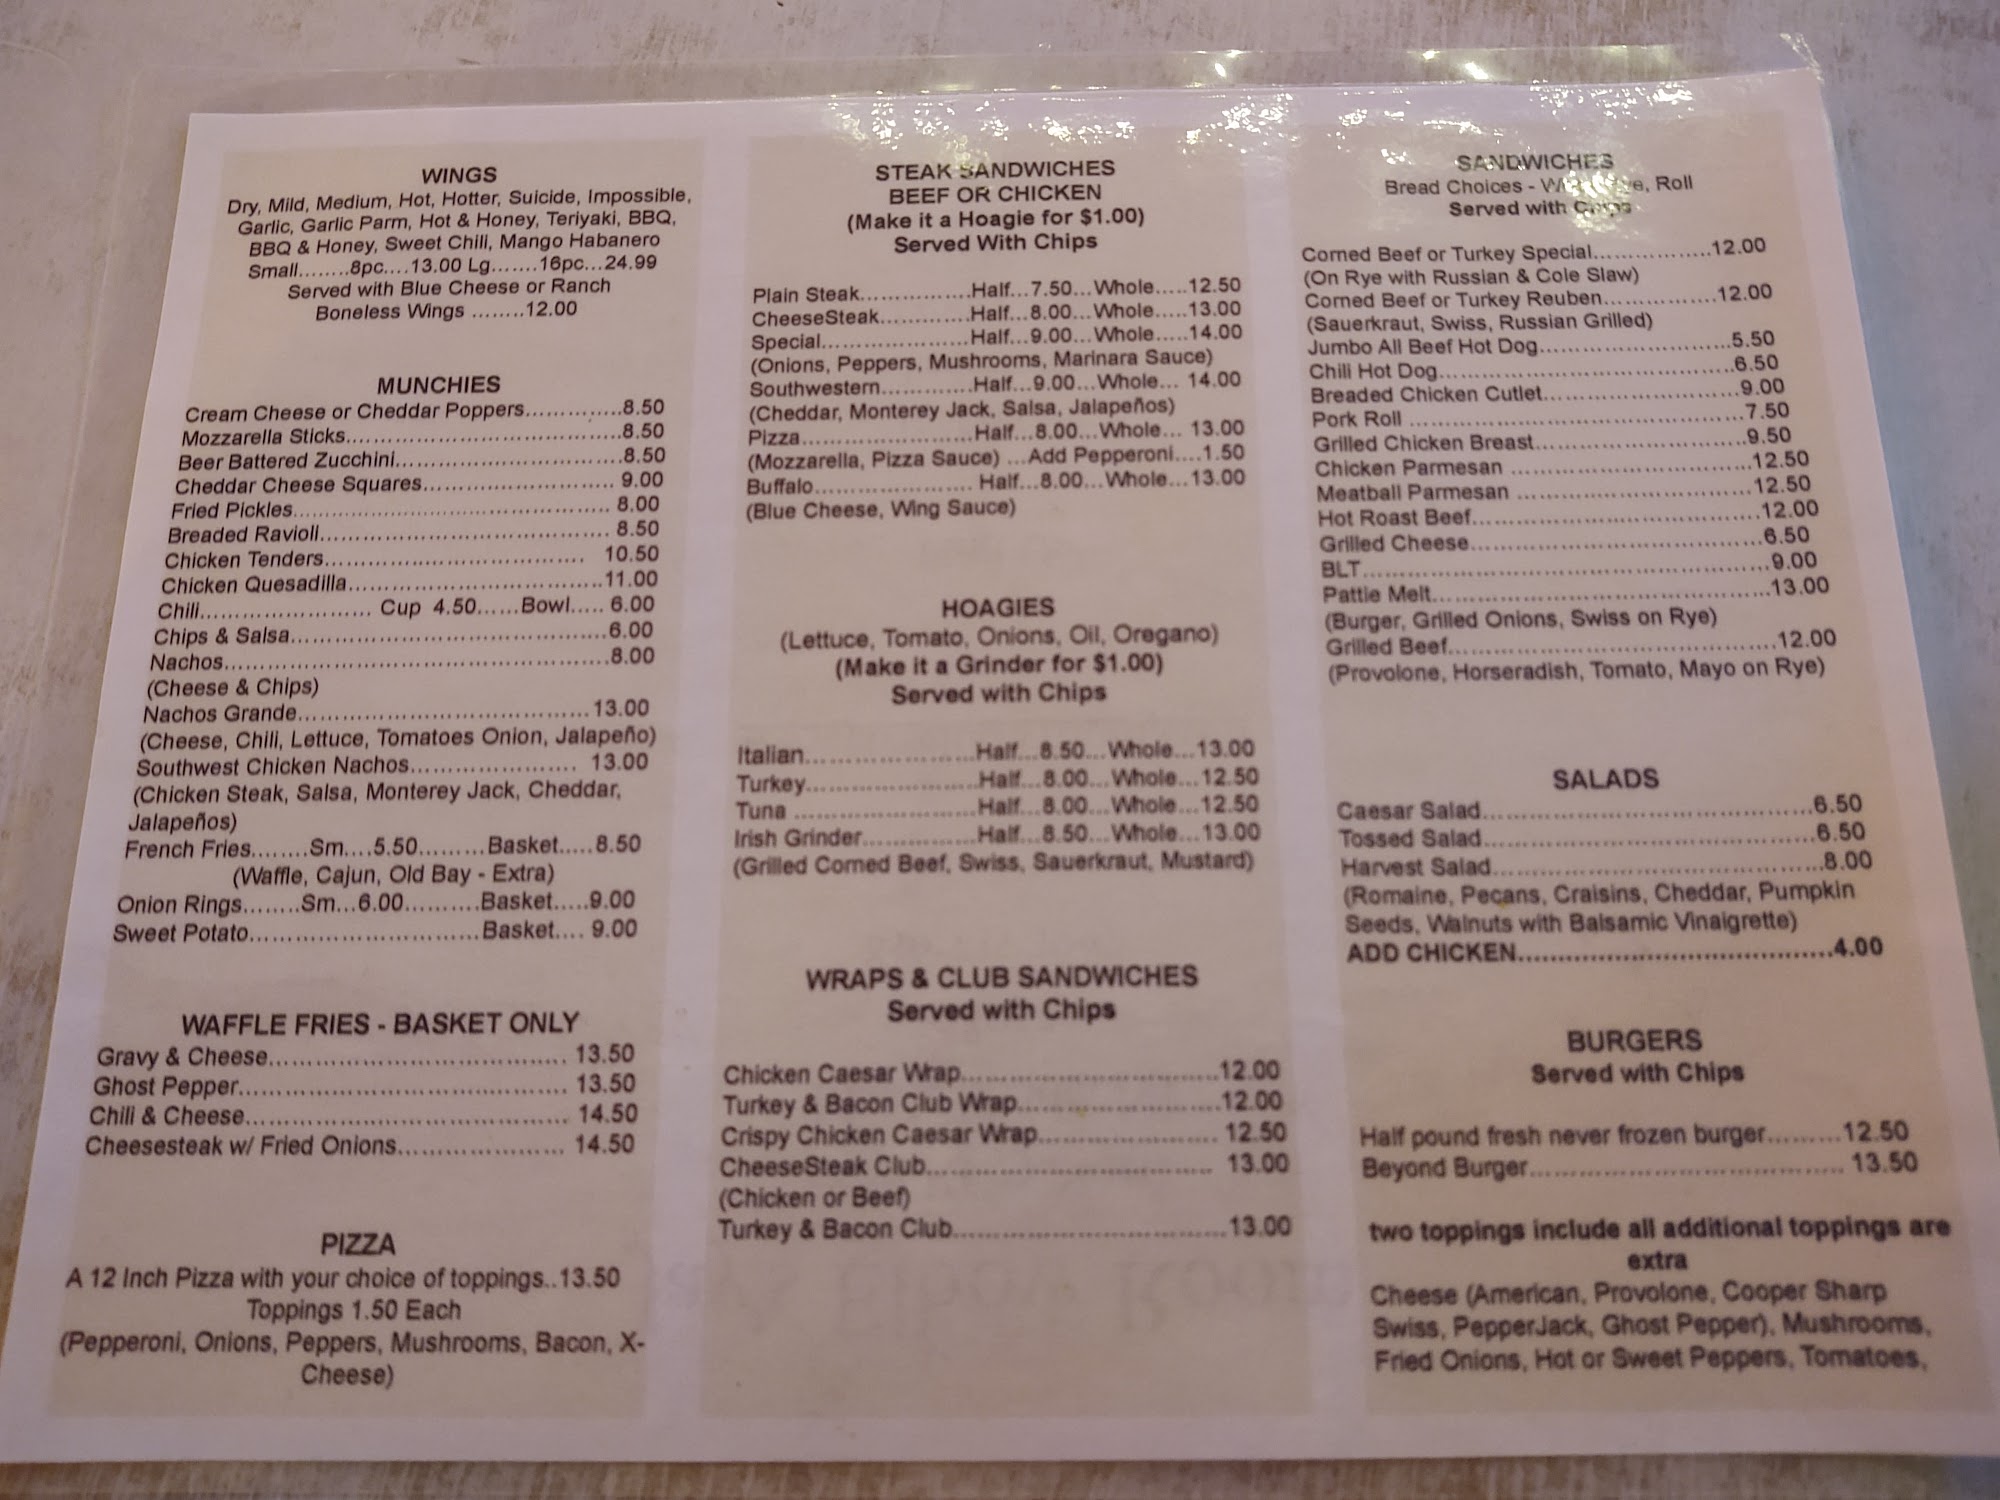 WINGS
Dry, Mild, Medium, Hot, Hotter, Suicide, Impossible,
Garlic, Garlic Parm, Hot & Honey, Teriyaki, BBQ,
BBQ & Honey, Sweet Chili, Mango Habanero
Small........8pc....13.00 Lg.......16pc...24.99
Served with Blue Cheese or Ranch
Boneless Wings ........12.00
MUNCHIES
Cream Cheese or Cheddar Poppers..............8.50
Mozzarella Sticks.......................................8.50
Beer Battered Zucchini................................8.50
Cheddar Cheese Squares........................... 9.00
Fried Pickles............................................. 8.00
Breaded Ravioli......................................... 8.50
Chicken Tenders..................................... 10.50
Chicken Quesadilla....................................11.00
Chili........................ Cup 4.50......Bowl..... 6.00
Chips & Salsa.............................................6.00
Nachos.......................................................8.00
(Cheese & Chips)
Nachos Grande.........................................13.00
(Cheese, Chili, Lettuce, Tomatoes Onion, Jalapeño)
Southwest Chicken Nachos....................... 13.00
(Chicken Steak, Salsa, Monterey Jack, Cheddar,
Jalapeños)
French Fries........Sm....5.50..........Basket.....8.50
(Waffle, Cajun, Old Bay - Extra)
Onion Rings........Sm...6.00...........Basket.....9.00
Sweet Potato................................Basket.... 9.00
WAFFLE FRIES - BASKET ONLY
Gravy & Cheese...................................... 13.50
Ghost Pepper.......................................... 13.50
Chili & Cheese......................................... 14.50
Cheesesteak w/ Fried Onions..................... 14.50
PIZZA
A 12 Inch Pizza with your choice of toppings..13.50
Toppings 1.50 Each
(Pepperoni, Onions, Peppers, Mushrooms, Bacon, X-
Cheese)
STEAK SANDWICHES
BEEF OR CHICKEN
(Make it a Hoagie for $1.00)
Served With Chips
Plain Steak................Half...7.50...Whole.....12.50
CheeseSteak.............Half...8.00...Whole.....13.00
Special.....................Half...9.00...Whole.....14.00
(Onions, Peppers, Mushrooms, Marinara Sauce)
Southwestern.............Half...9.00...Whole... 14.00
(Cheddar, Monterey Jack, Salsa, Jalapeños)
Pizza........................Half...8.00...Whole... 13.00
(Mozzarella, Pizza Sauce) ...Add Pepperoni....1.50
Buffalo...................... Half...8.00...Whole...13.00
(Blue Cheese, Wing Sauce)
HOAGIES
(Lettuce, Tomato, Onions, Oil, Oregano)
(Make it a Grinder for $1.00)
Served with Chips
Italian........................Half...8.50...Whole...13.00
Turkey........................Half...8.00...Whole...12.50
Tuna .........................Half...8.00...Whole...12.50
Irish Grinder................Half...8.50...Whole...13.00
(Grilled Corned Beef, Swiss, Sauerkraut, Mustard)
WRAPS & CLUB SANDWICHES
Served with Chips
Chicken Caesar Wrap................................12.00
Turkey & Bacon Club Wrap.........................12.00
Crispy Chicken Caesar Wrap...................... 12.50
CheeseSteak Club.................................... 13.00
(Chicken or Beef)
Turkey & Bacon Club..................................13.00
SANDWICHES
Bread Choices - Roll
Served with Chips
Corned Beef or Turkey Special..................12.00
(On Rye with Russian & Cole Slaw)
Corned Beef or Turkey Reuben.................12.00
(Sauerkraut, Swiss, Russian Grilled)
Jumbo All Beef Hot Dog............................5.50
Chili Hot Dog...........................................6.50
Breaded Chicken Cutlet.............................9.00
Pork Roll ................................................7.50
Grilled Chicken Breast...............................9.50
Chicken Parmesan ..................................12.50
Meatball Parmesan ..................................12.50
Hot Roast Beef.........................................12.00
Grilled Cheese..........................................6.50
BLT.........................................................9.00
Pattie Melt................................................13.00
(Burger, Grilled Onions, Swiss on Rye)
Grilled Beef...............................................12.00
(Provolone, Horseradish, Tomato, Mayo on Rye)
SALADS
Caesar Salad.............................................6.50
Tossed Salad.............................................6.50
Harvest Salad............................................8.00
(Romaine, Pecans, Craisins, Cheddar, Pumpkin
Seeds, Walnuts with Balsamic Vinaigrette)
ADD CHICKEN..........................................4.00
BURGERS
Served with Chips
Half pound fresh never frozen burger.........12.50
Beyond Burger........................................ 13.50
two toppings include all additional toppings are
extra
Cheese (American, Provolone, Cooper Sharp
Swiss, PepperJack, Ghost Pepper), Mushrooms,
Fried Onions, Hot or Sweet Peppers, Tomatoes,